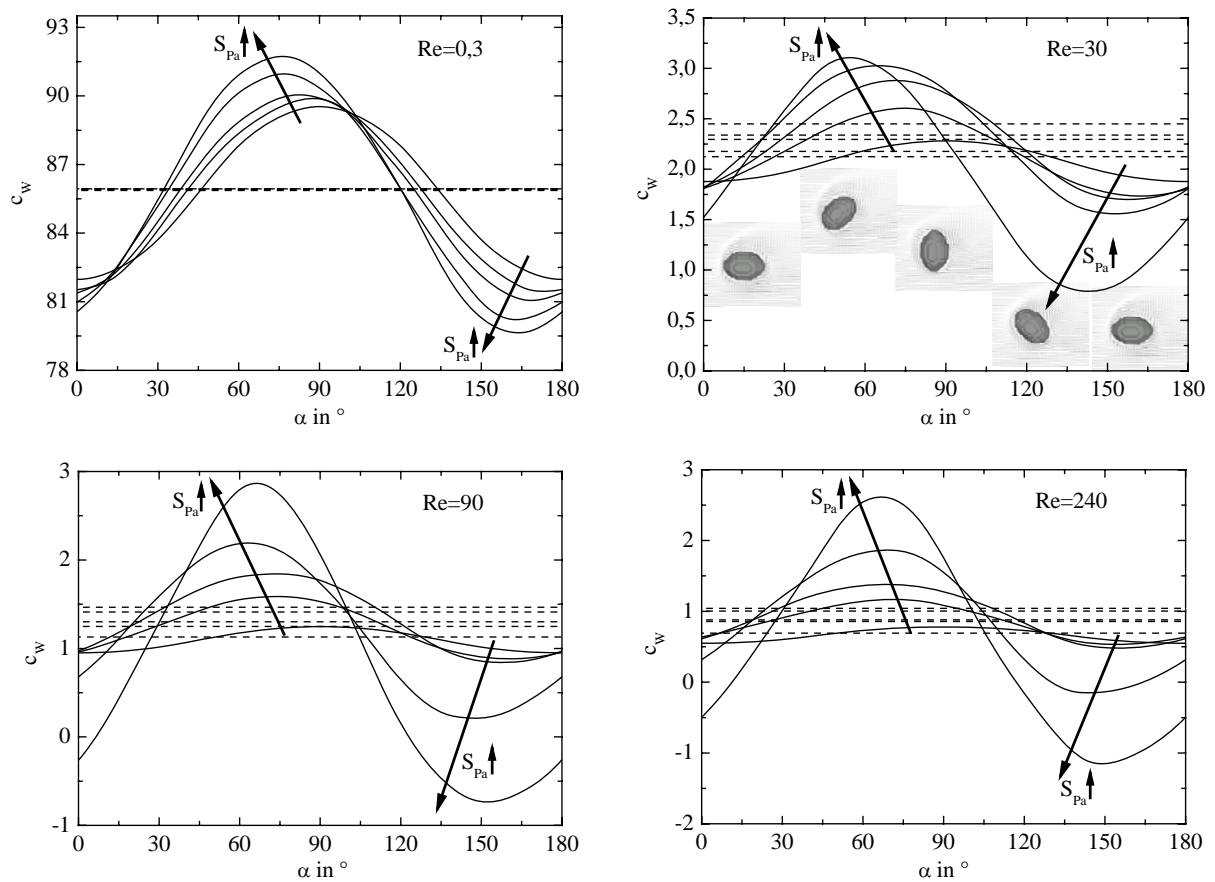 Re=0,3
S_Pa
S_Pa
c_W
93
90
87
84
81
78
0 30 60 90 120 150 180
α in °
Re=30
S_Pa
S_Pa
c_W
3,5
3,0
2,5
2,0
1,5
1,0
0,5
0,0
0 30 60 90 120 150 180
α in °
Re=90
S_Pa
S_Pa
c_W
3
2
1
0
-1
0 30 60 90 120 150 180
α in °
Re=240
S_Pa
S_Pa
c_W
3
2
1
0
-1
-2
0 30 60 90 120 150 180
α in °